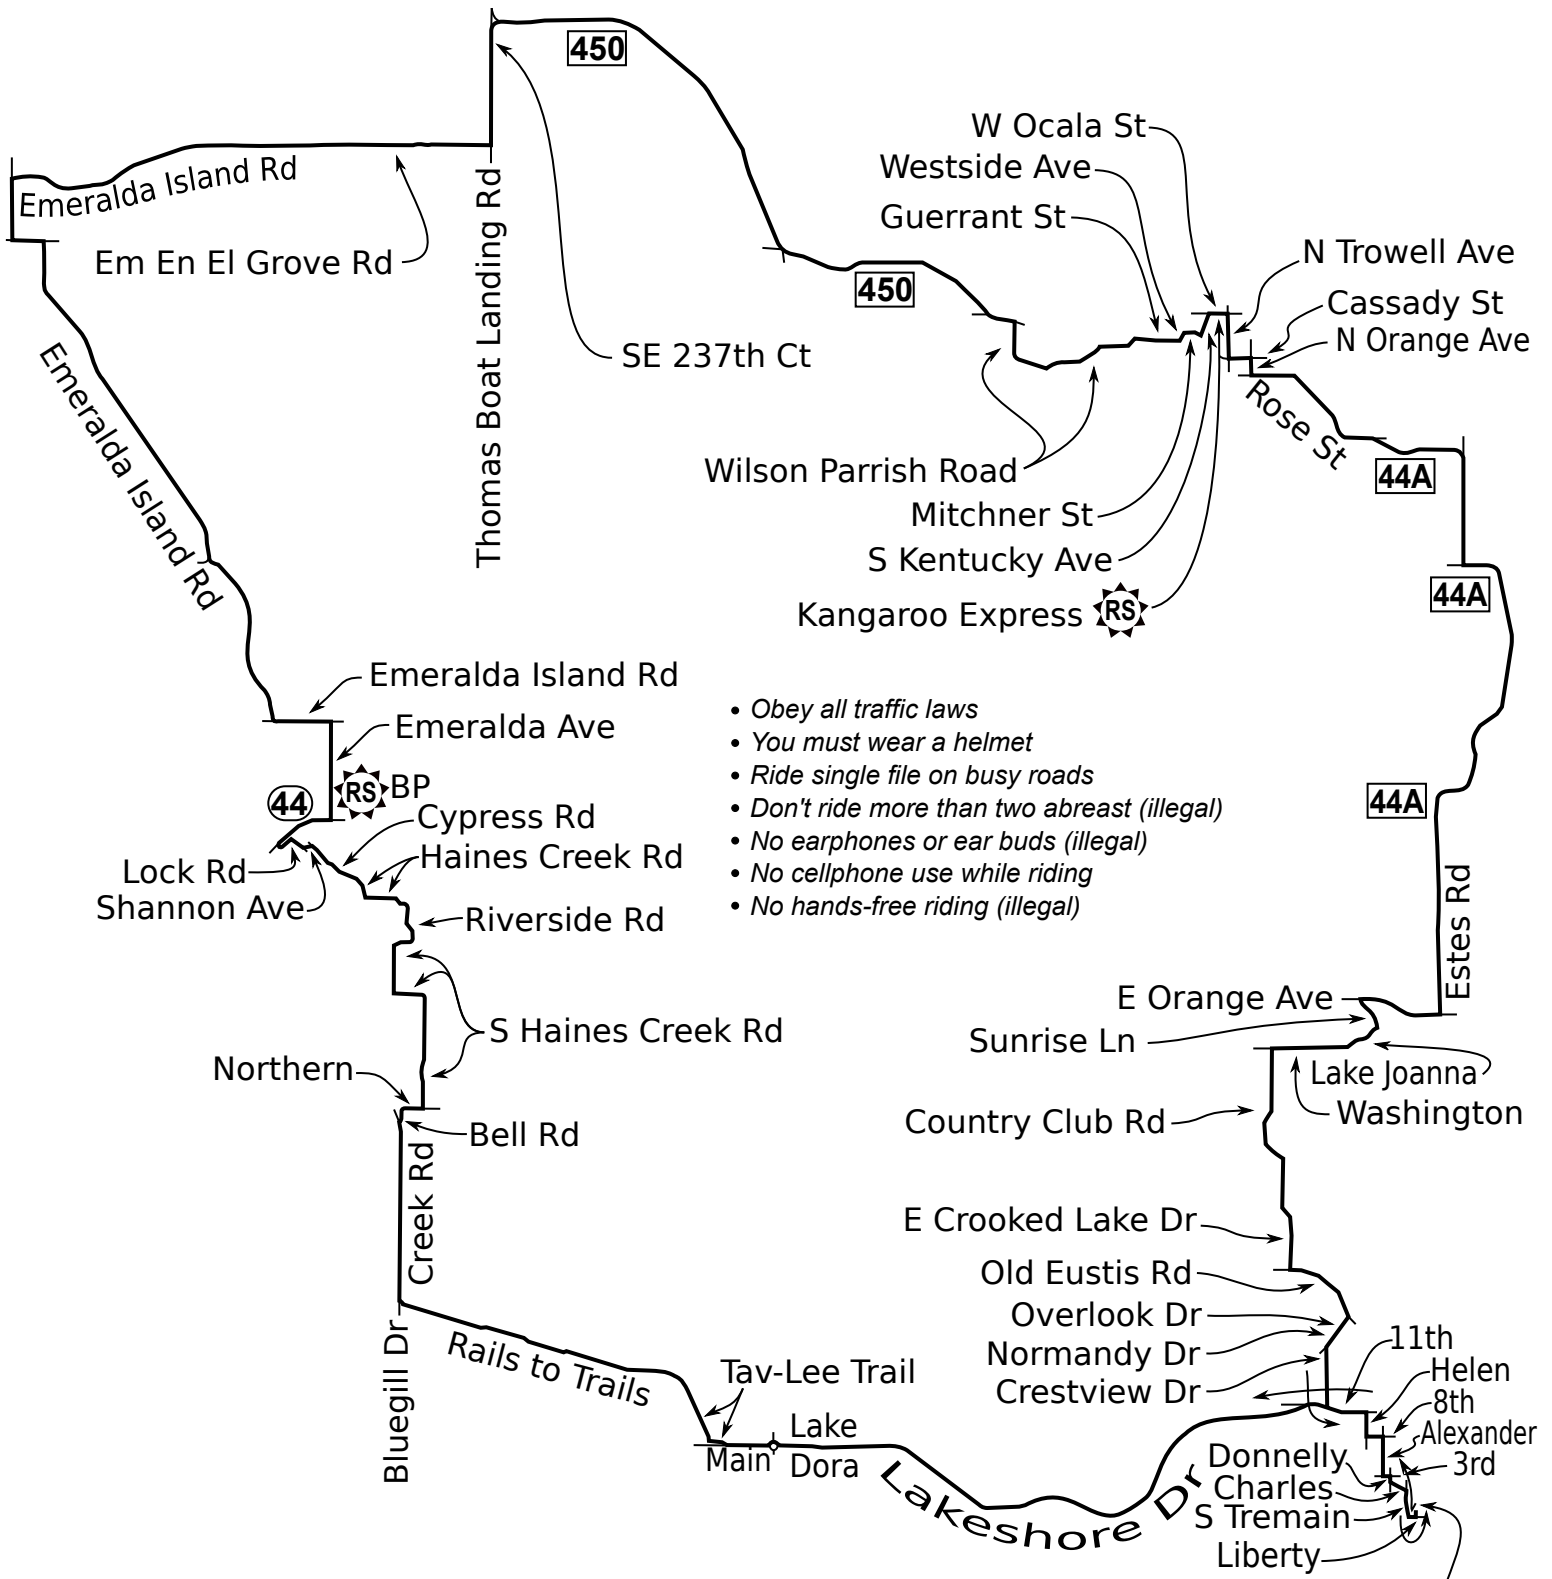 450
W Ocala St
Westside Ave
Guerrant St
Emeralda Island Rd
Em En El Grove Rd
Thomas Boat Landing Rd
450
N Trowell Ave
Cassady St
N Orange Ave
SE 237th Ct
Emeralda Island Rd
Rose St
44A
Wilson Parrish Road
Mitchner St
S Kentucky Ave
Kangaroo Express RS
44A
Emeralda Island Rd
Emeralda Ave
RS BP
44
Cypress Rd
Haines Creek Rd
Lock Rd
Shannon Ave
Riverside Rd
• Obey all traffic laws
• You must wear a helmet
• Ride single file on busy roads
• Don't ride more than two abreast (illegal)
• No earphones or ear buds (illegal)
• No cellphone use while riding
• No hands-free riding (illegal)
44A
Estes Rd
S Haines Creek Rd
Northern
Bell Rd
Creek Rd
E Orange Ave
Sunrise Ln
Lake Joanna
Washington
Country Club Rd
E Crooked Lake Dr
Old Eustis Rd
Overlook Dr
Normandy Dr
Crestview Dr
Bluegill Dr
Rails to Trails
Tav-Lee Trail
Main
Lake
Dora
Lakeshore Dr
11th
Helen
8th
Alexander
3rd
Donnelly
Charles
S Tremain
Liberty